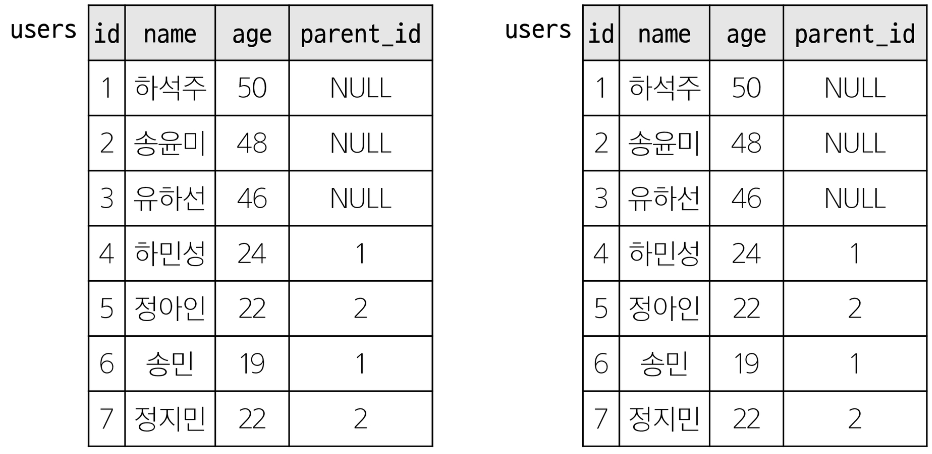 users id name age parent_id
1 하석주 50 NULL
2 송윤미 48 NULL
3 유하선 46 NULL
4 하민성 24 1
5 정아인 22 2
6 송민 19 1
7 정지민 22 2
users id name age parent_id
1 하석주 50 NULL
2 송윤미 48 NULL
3 유하선 46 NULL
4 하민성 24 1
5 정아인 22 2
6 송민 19 1
7 정지민 22 2